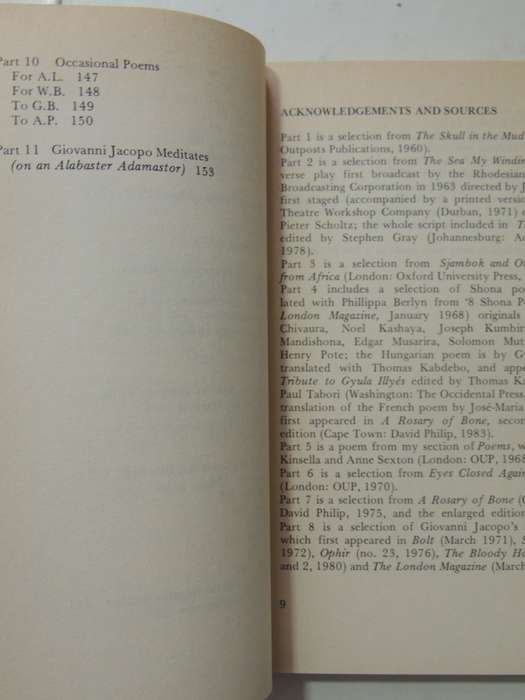 Part 10 Occasional Poems
For A.L. 147
For W.B. 148
To G.B. 149
To A.P. 150
Part 11 Giovanni Jacopo Meditates
(on an Alabaster Adamastor) 153
ACKNOWLEDGEMENTS AND SOURCES
Part 1 is a selection from The Skull in the Mud
Outposts Publications, 1960).
Part 2 is a selection from The Sea My Windin
verse play first broadcast by the Rhodesian
Broadcasting Corporation in 1963 directed by J
first staged (accompanied by a printed versio
Theatre Workshop Company (Durban, 1971)
Pieter Scholtz; the whole script included in T
edited by Stephen Gray (Johannesburg: A
1978).
Part 3 is a selection from Sjambok and O
from Africa (London: Oxford University Press,
Part 4 includes a selection of Shona po
lated with Phillippa Berlyn from '8 Shona P
London Magazine, January 1968) originals
Chivaura, Noel Kashaya, Joseph Kumbir
Mandishona, Edgar Musarira, Solomon Mut
Henry Pote; the Hungarian poem is by G
translated with Thomas Kabdebo, and appe
Tribute to Gyula Illyés edited by Thomas K
Paul Tabori (Washington: The Occidental Press,
translation of the French poem by José-Maria
first appeared in A Rosary of Bone, secon
edition (Cape Town: David Philip, 1983).
Part 5 is a poem from my section of Poems, w
Kinsella and Anne Sexton (London: OUP, 1968
Part 6 is a selection from Eyes Closed Again
(London: OUP, 1970).
Part 7 is a selection from A Rosary of Bone (
David Philip, 1975, and the enlarged edition
Part 8 is a selection of Giovanni Jacopo's
which first appeared in Bolt (March 1971), S
1972), Ophir (no. 23, 1976), The Bloody Ho
and 2, 1980) and The London Magazine (March
9